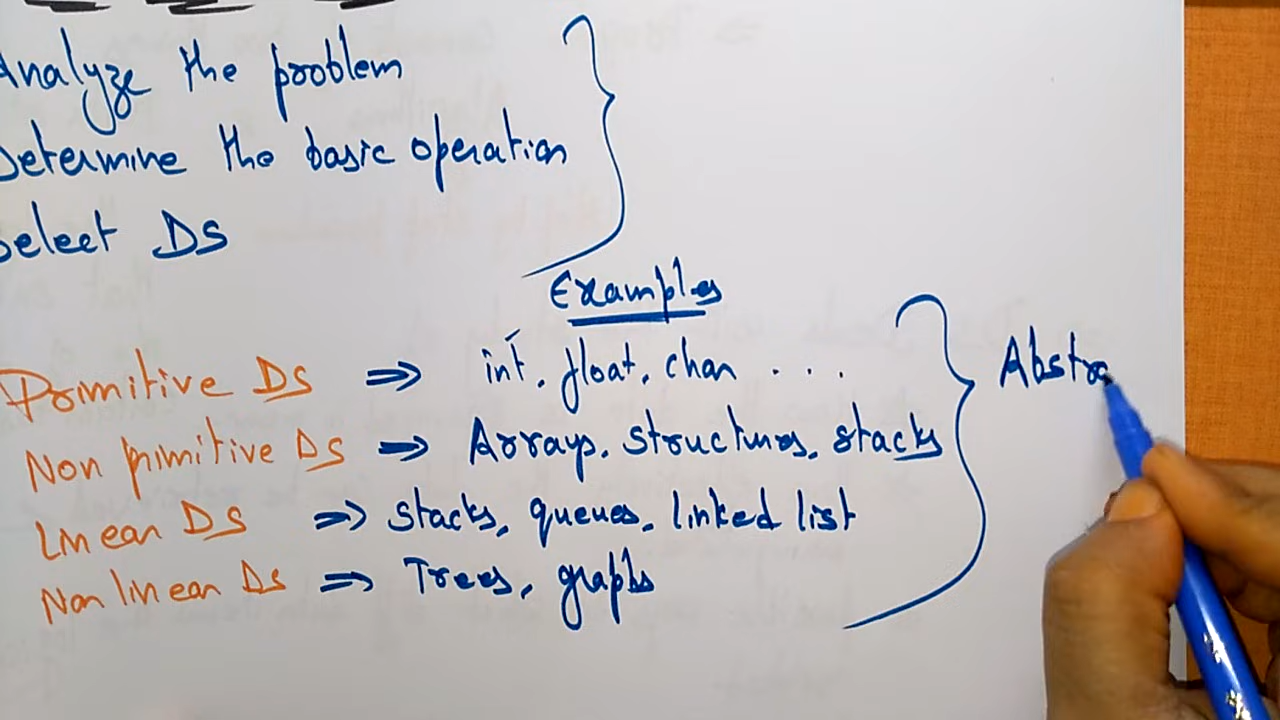 Analyze the problem
Determine the basic operation
Select DS
Examples
Primitive DS ⇒ int, float, char ...
Non primitive DS ⇒ Arrays, structures, stacks
Linear DS ⇒ stacks, queues, linked list
Non linear DS ⇒ Trees, graphs
Abstra